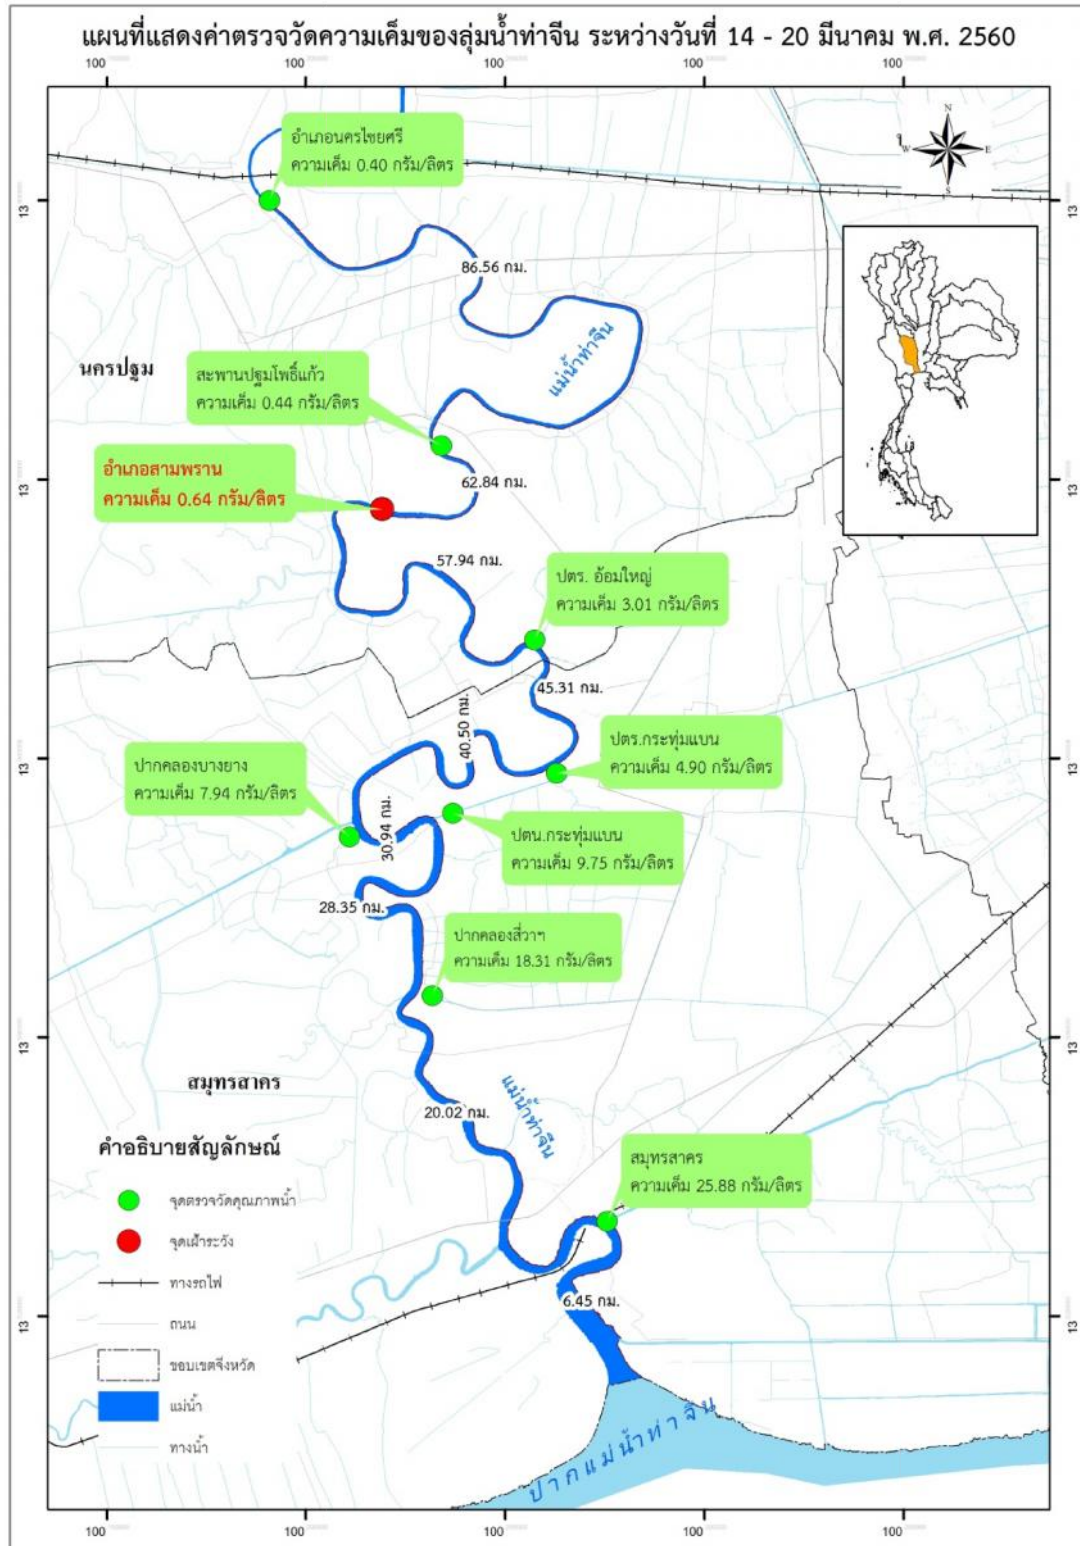 แผนที่แสดงค่าตรวจวัดความเค็มของลุ่มน้ำท่าจีน ระหว่างวันที่ 14 - 20 มีนาคม พ.ศ. 2560
100
100
100
100
100
N
W
E
S
อำเภอนครไชยศรี
ความเค็ม 0.40 กรัม/ลิตร
13
13
86.56 กม.
แม่น้ำท่าจีน
นครปฐม
สะพานปฐมโพธิ์แก้ว
ความเค็ม 0.44 กรัม/ลิตร
อำเภอสามพราน
ความเค็ม 0.64 กรัม/ลิตร
62.84 กม.
13
13
57.94 กม.
ปตร. อ้อมใหญ่
ความเค็ม 3.01 กรัม/ลิตร
45.31 กม.
40.50 กม.
ปตร.กระทุ่มแบน
ความเค็ม 4.90 กรัม/ลิตร
13
13
ปากคลองบางยาง
ความเค็ม 7.94 กรัม/ลิตร
30.94 กม.
ปตน.กระทุ่มแบน
ความเค็ม 9.75 กรัม/ลิตร
28.35 กม.
ปากคลองสี่วาฯ
ความเค็ม 18.31 กรัม/ลิตร
13
13
สมุทรสาคร
20.02 กม.
แม่น้ำท่าจีน
สมุทรสาคร
ความเค็ม 25.88 กรัม/ลิตร
6.45 กม.
13
13
คำอธิบายสัญลักษณ์
จุดตรวจวัดคุณภาพน้ำ
จุดเฝ้าระวัง
ทางรถไฟ
ถนน
ขอบเขตจังหวัด
แม่น้ำ
ทางน้ำ
ปากแม่น้ำท่าจีน
100
100
100
100
100